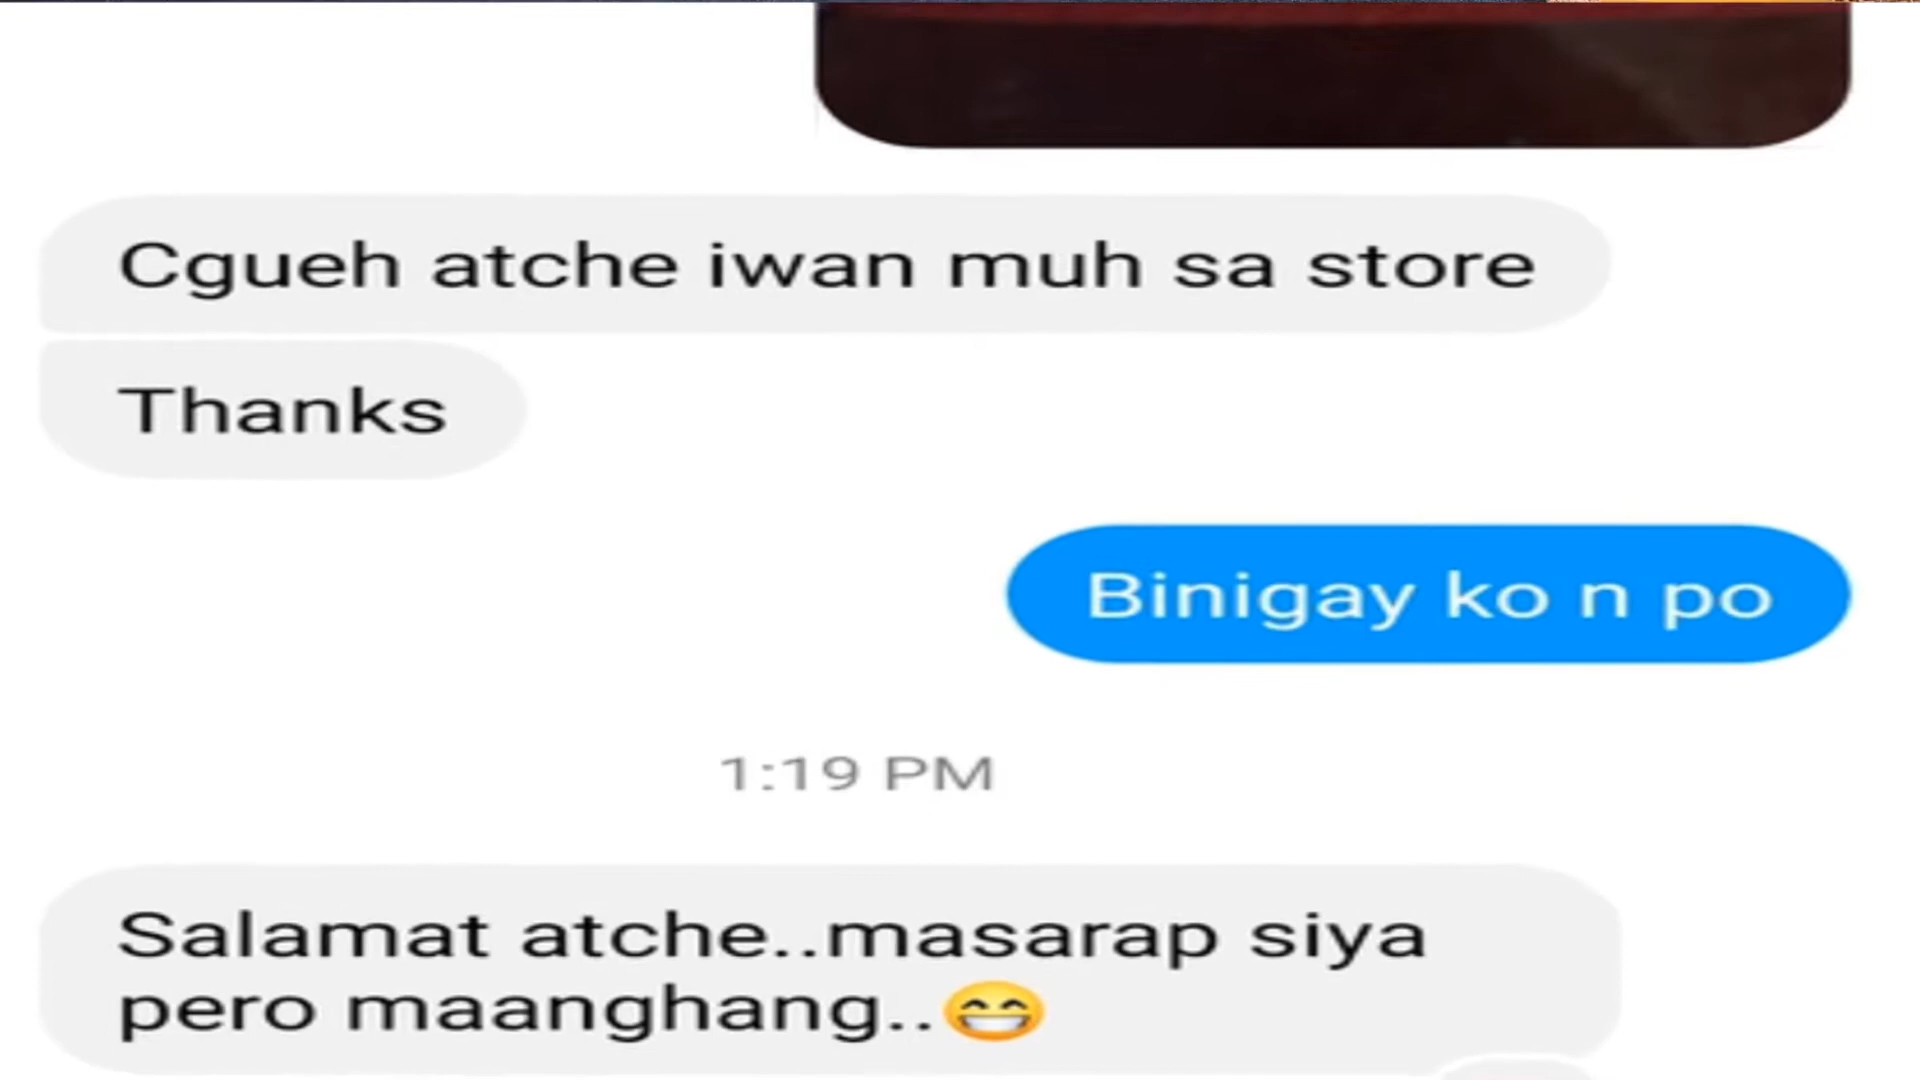 Cgueh atche iwan muh sa store
Thanks
Binigay ko n po
1:19 PM
Salamat atche..masarap siya
pero maanghang..😁